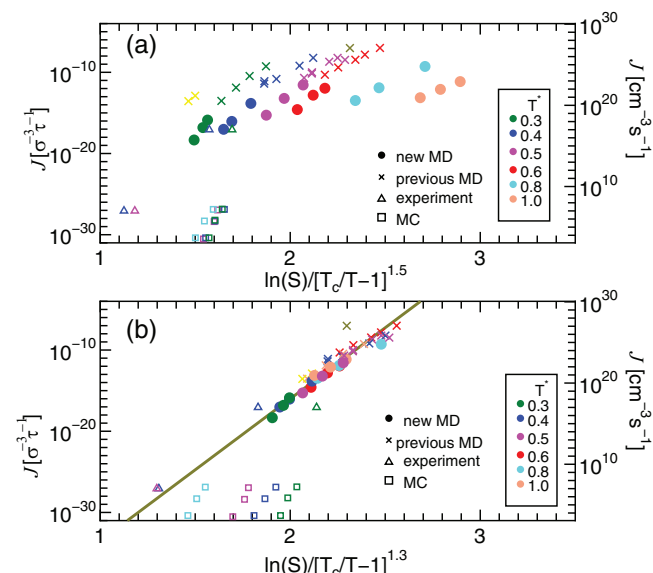 (a)
10^-10
10^-20
10^-30
J [σ^-3τ^-1]
10^30
10^20
10^10
J [cm^-3s^-1]
T*
0.3
0.4
0.5
0.6
0.8
1.0
new MD
previous MD
experiment
MC
1 2 3
ln(S)/[T_c/T−1]^1.5
(b)
10^-10
10^-20
10^-30
J [σ^-3τ^-1]
10^30
10^20
10^10
J [cm^-3s^-1]
T*
0.3
0.4
0.5
0.6
0.8
1.0
new MD
previous MD
experiment
MC
1 2 3
ln(S)/[T_c/T−1]^1.3